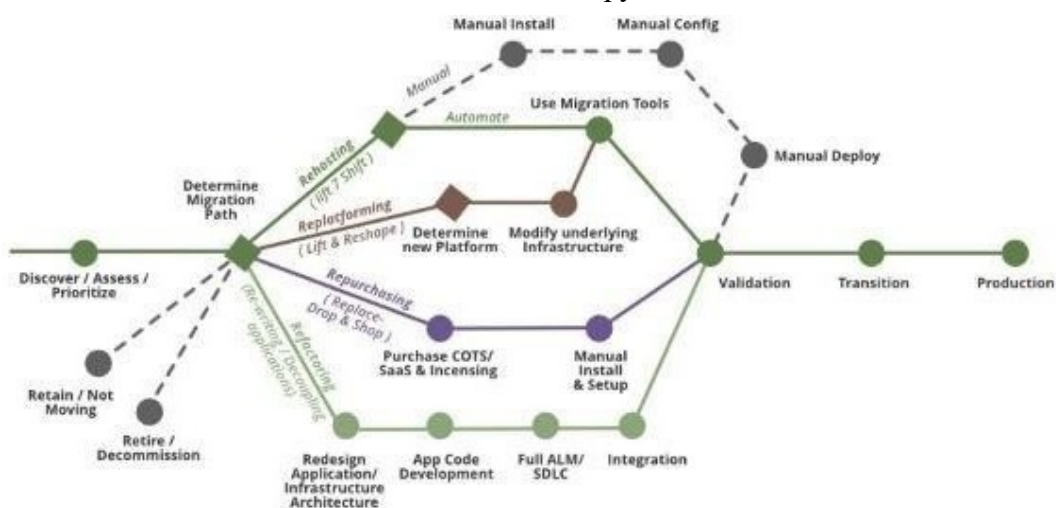 py
Manual Install
Manual Config
Manual
Automate
Use Migration Tools
Manual Deploy
Determine
Migration
Path
Rehosting
( lift 7 Shift )
Replatforming
( Lift & Reshape )
Determine
new Platform
Modify underlying
Infrastructure
Discover / Assess /
Prioritize
Validation
Transition
Production
Repurchasing
( Replace-
Drop & Shop )
Purchase COTS/
SaaS & Incensing
Manual
Install
& Setup
Refactoring
(Re-writing / Decoupling
applications)
Retain / Not
Moving
Retire /
Decommission
Redesign
Application/
Infrastructure
Architecture
App Code
Development
Full ALM/
SDLC
Integration